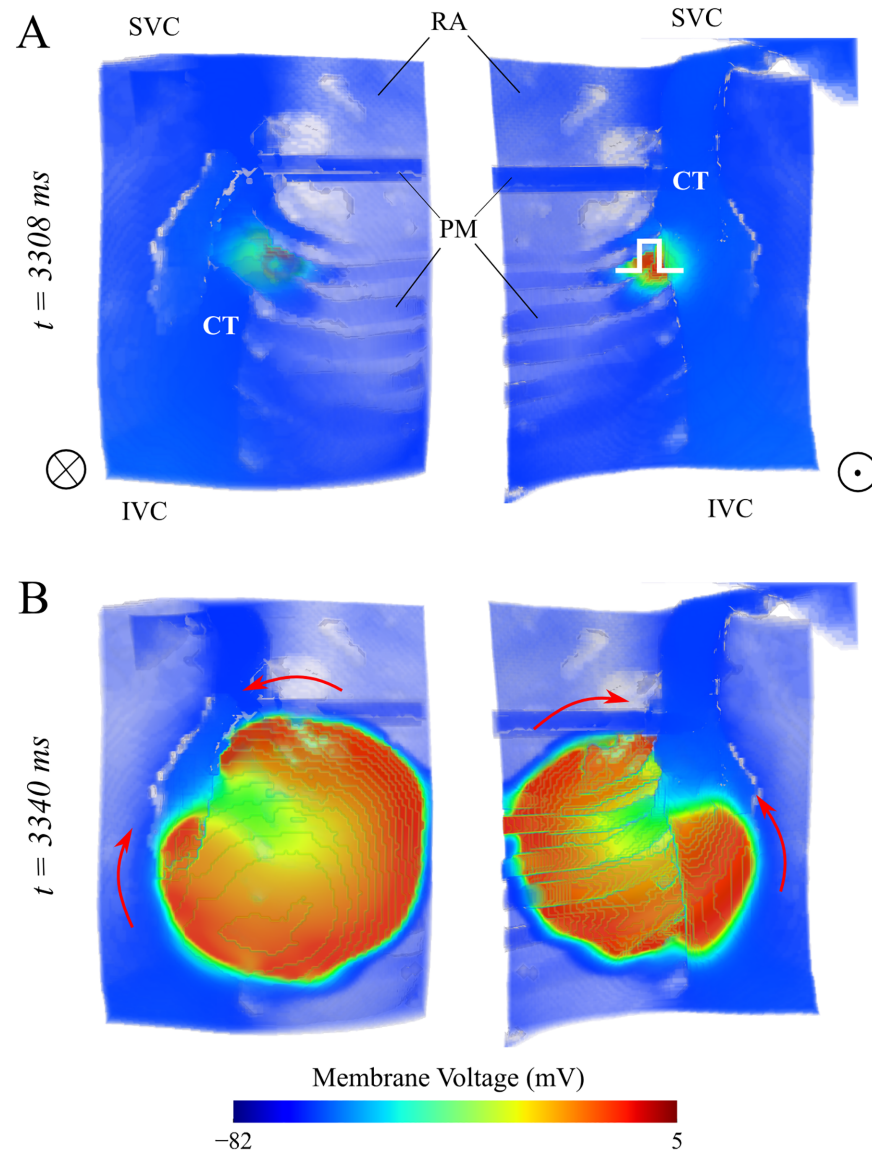 A
SVC
RA
SVC
CT
PM
CT
t = 3308 ms
IVC
IVC
B
t = 3340 ms
Membrane Voltage (mV)
−82
5